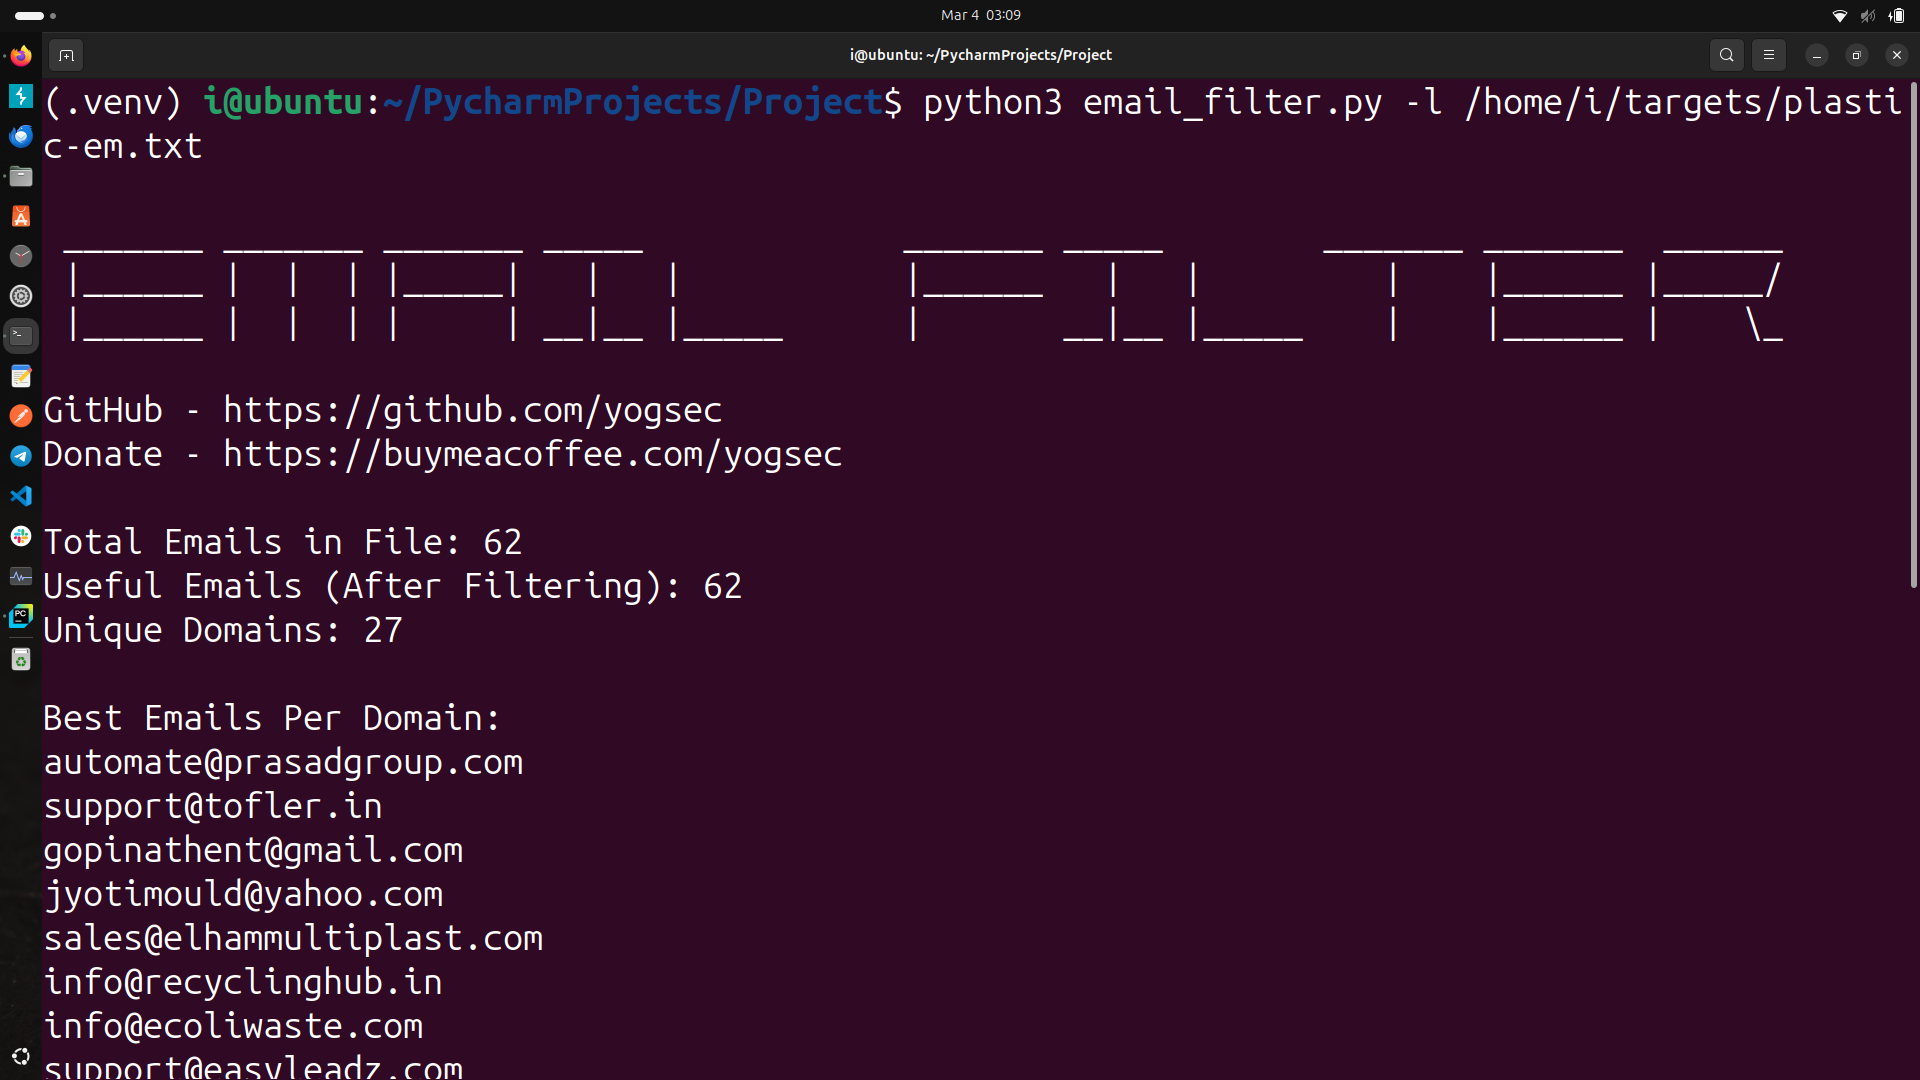 Mar 4 03:09
i@ubuntu: ~/PycharmProjects/Project
(.venv) i@ubuntu:~/PycharmProjects/Project$ python3 email_filter.py -l /home/i/targets/plasti
c-em.txt
EMAIL FILTER
GitHub - https://github.com/yogsec
Donate - https://buymeacoffee.com/yogsec
Total Emails in File: 62
Useful Emails (After Filtering): 62
Unique Domains: 27
Best Emails Per Domain:
automate@prasadgroup.com
support@tofler.in
gopinathent@gmail.com
jyotimould@yahoo.com
sales@elhammultiplast.com
info@recyclinghub.in
info@ecoliwaste.com
support@easyleadz.com